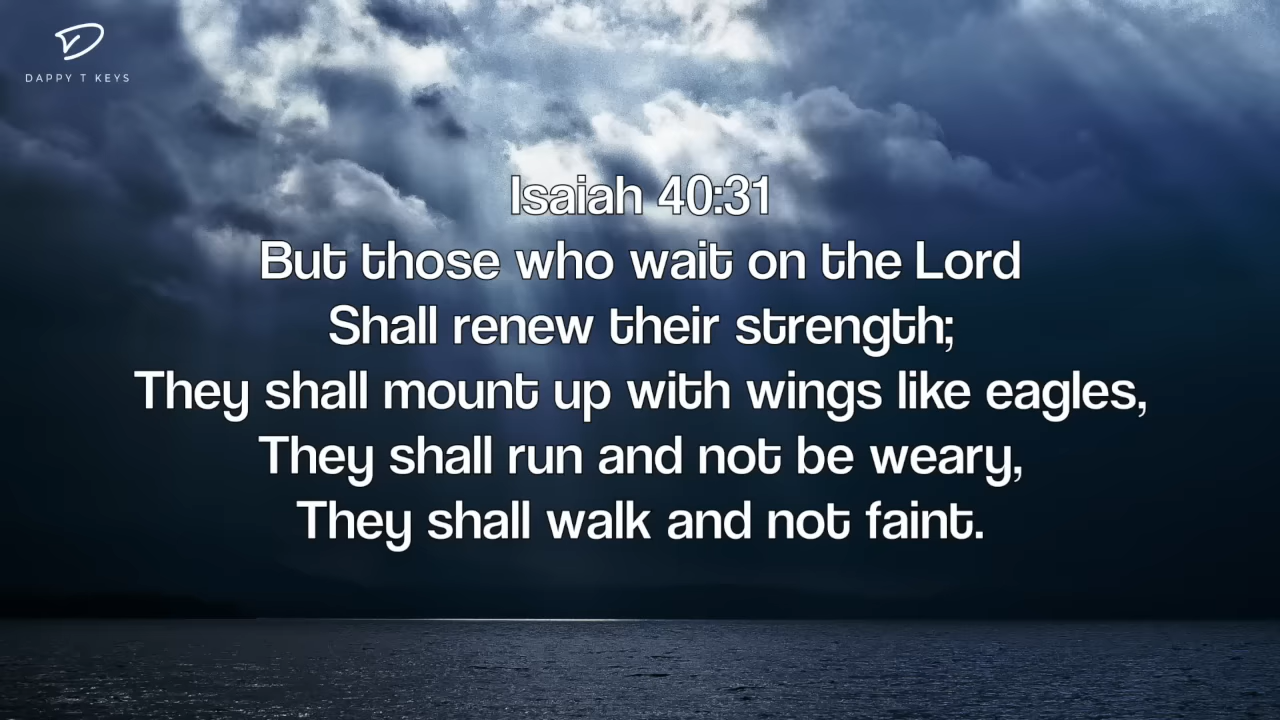 DAPPY T KEYS
Isaiah 40:31
But those who wait on the Lord
Shall renew their strength;
They shall mount up with wings like eagles,
They shall run and not be weary,
They shall walk and not faint.